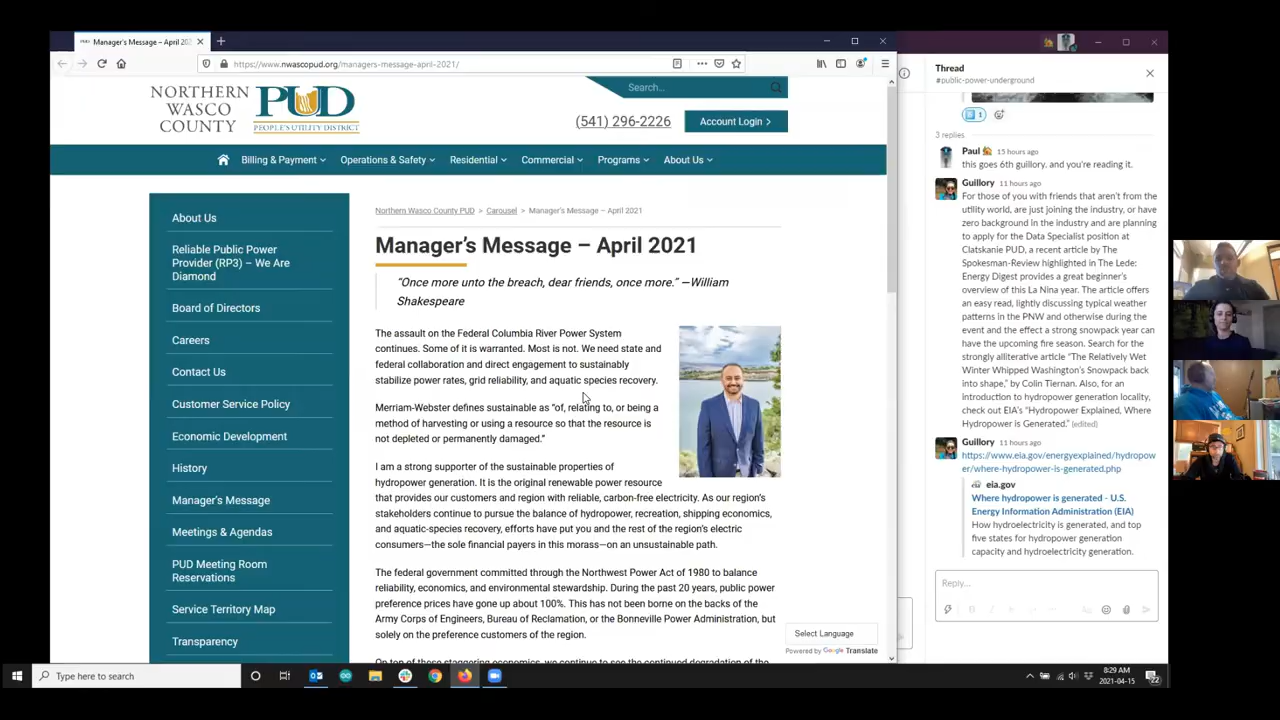 Manager's Message – April 202
https://www.nwascopud.org/managers-message-april-2021/
NORTHERN
WASCO
COUNTY
PUD
PEOPLE'S UTILITY DISTRICT
Search...
(541) 296-2226
Account Login >
Billing & Payment
Operations & Safety
Residential
Commercial
Programs
About Us
About Us
Reliable Public Power
Provider (RP3) – We Are
Diamond
Board of Directors
Careers
Contact Us
Customer Service Policy
Economic Development
History
Manager's Message
Meetings & Agendas
PUD Meeting Room
Reservations
Service Territory Map
Transparency
Northern Wasco County PUD > Carousel > Manager's Message – April 2021
Manager's Message – April 2021
"Once more unto the breach, dear friends, once more." —William
Shakespeare
The assault on the Federal Columbia River Power System
continues. Some of it is warranted. Most is not. We need state and
federal collaboration and direct engagement to sustainably
stabilize power rates, grid reliability, and aquatic species recovery.
Merriam-Webster defines sustainable as "of, relating to, or being a
method of harvesting or using a resource so that the resource is
not depleted or permanently damaged."
I am a strong supporter of the sustainable properties of
hydropower generation. It is the original renewable power resource
that provides our customers and region with reliable, carbon-free electricity. As our region's
stakeholders continue to pursue the balance of hydropower, recreation, shipping economics,
and aquatic-species recovery, efforts have put you and the rest of the region's electric
consumers—the sole financial payers in this morass—on an unsustainable path.
The federal government committed through the Northwest Power Act of 1980 to balance
reliability, economics, and environmental stewardship. During the past 20 years, public power
preference prices have gone up about 100%. This has not been borne on the backs of the
Army Corps of Engineers, Bureau of Reclamation, or the Bonneville Power Administration, but
solely on the preference customers of the region.
On top of these staggering economics, we continue to see the continued degradation of the
Select Language
Powered by Google Translate
Thread
#public-power-underground
1
3 replies
Paul 15 hours ago
this goes 6th guillory. and you're reading it.
Guillory 11 hours ago
For those of you with friends that aren't from the
utility world, are just joining the industry, or have
zero background in the industry and are planning
to apply for the Data Specialist position at
Clatskanie PUD, a recent article by The
Spokesman-Review highlighted in The Lede:
Energy Digest provides a great beginner's
overview of this La Nina year. The article offers
an easy read, lightly discussing typical weather
patterns in the PNW and otherwise during the
event and the effect a strong snowpack year can
have the upcoming fire season. Search for the
strongly alliterative article "The Relatively Wet
Winter Whipped Washington's Snowpack back
into shape," by Colin Tiernan. Also, for an
introduction to hydropower generation locality,
check out EIA's "Hydropower Explained, Where
Hydropower is Generated." (edited)
Guillory 11 hours ago
https://www.eia.gov/energyexplained/hydropow
er/where-hydropower-is-generated.php
eia.gov
Where hydropower is generated - U.S.
Energy Information Administration (EIA)
How hydroelectricity is generated, and top
five states for hydropower generation
capacity and hydroelectricity generation.
Reply...
Type here to search
8:29 AM
2021-04-15
22